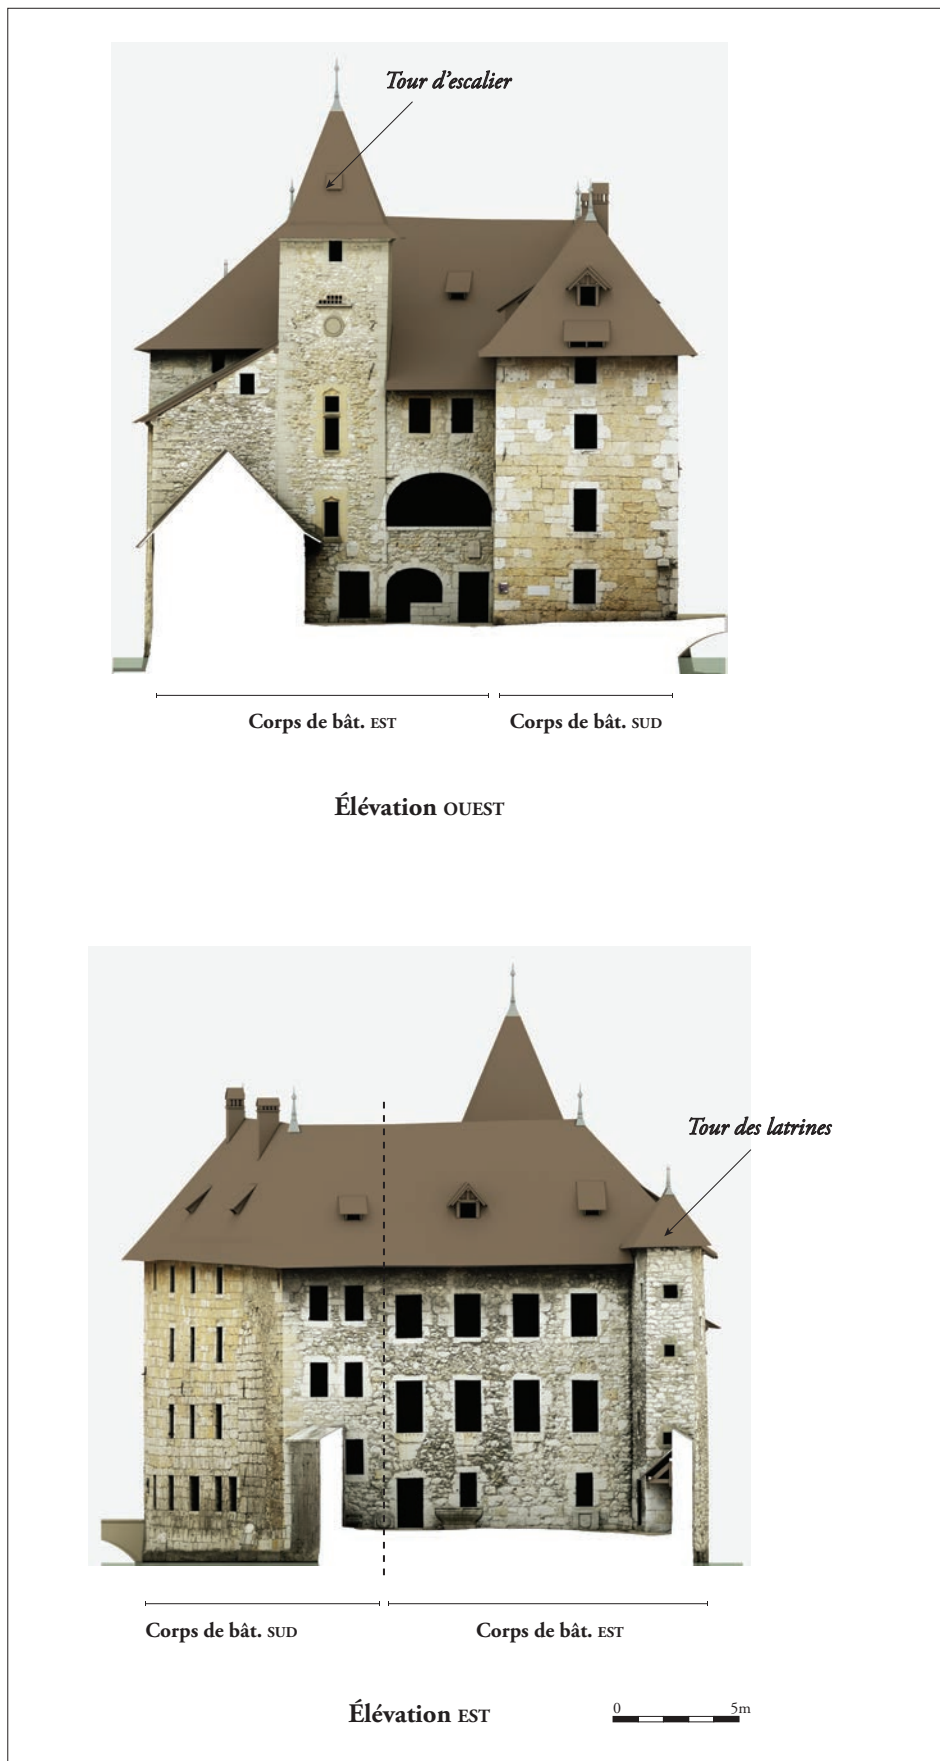 Tour d’escalier
Corps de bât. EST
Corps de bât. SUD
Élévation OUEST
Tour des latrines
Corps de bât. SUD
Corps de bât. EST
Élévation EST
0 5m